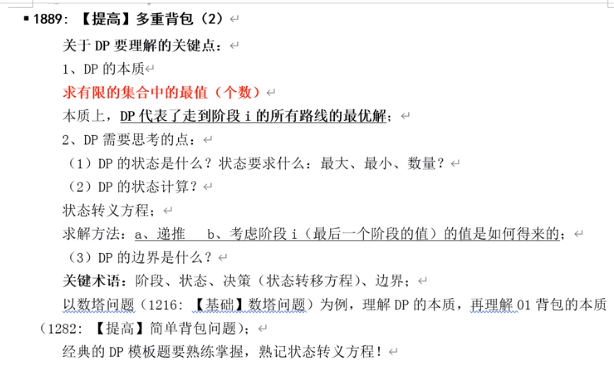 1889: 【提高】多重背包（2）
关于 DP 要理解的关键点：
1、DP 的本质
求有限的集合中的最值（个数）
本质上，DP 代表了走到阶段 i 的所有路线的最优解；
2、DP 需要思考的点：
（1）DP 的状态是什么？状态要求什么：最大、最小、数量？
（2）DP 的状态计算？
状态转义方程；
求解方法：a、递推 b、考虑阶段 i（最后一个阶段的值）的值是如何得来的；
（3）DP 的边界是什么？
关键术语：阶段、状态、决策（状态转移方程）、边界；
以数塔问题（1216: 【基础】数塔问题）为例，理解 DP 的本质，再理解 01 背包的本质
（1282: 【提高】简单背包问题）；
经典的 DP 模板题要熟练掌握，熟记状态转义方程！